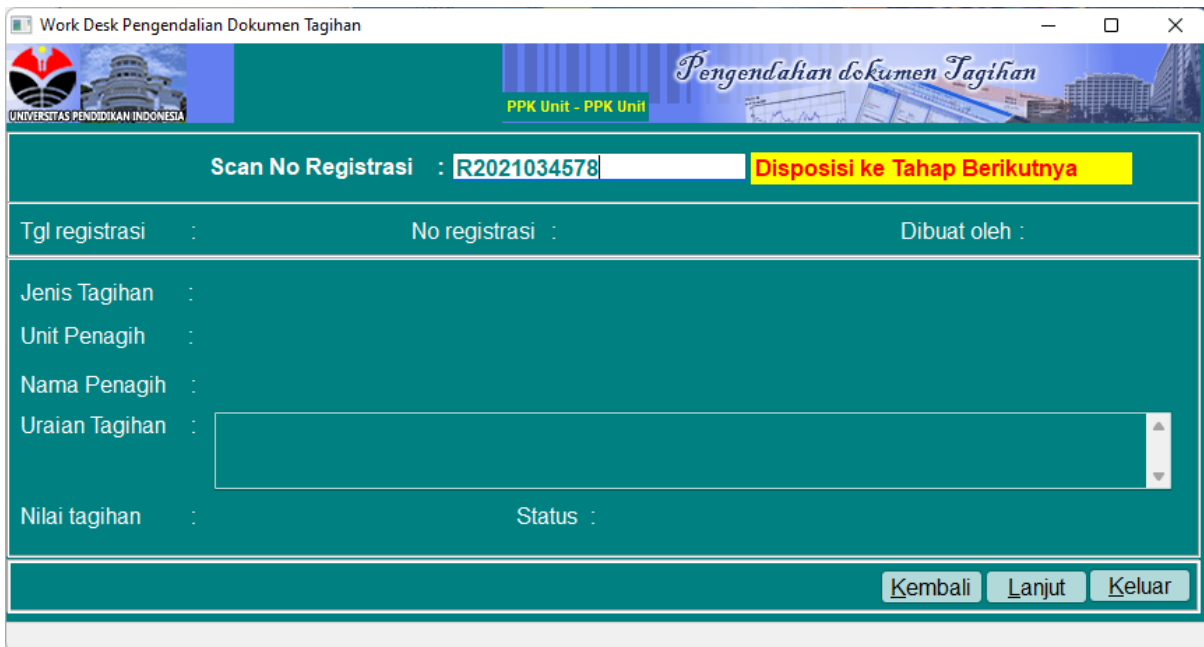 Work Desk Pengendalian Dokumen Tagihan
UNIVERSITAS PENDIDIKAN INDONESIA
PPK Unit - PPK Unit
Pengendalian dokumen Tagihan
Scan No Registrasi : R2021034578 Disposisi ke Tahap Berikutnya
Tgl registrasi : No registrasi : Dibuat oleh :
Jenis Tagihan :
Unit Penagih :
Nama Penagih :
Uraian Tagihan :
Nilai tagihan : Status :
Kembali Lanjut Keluar